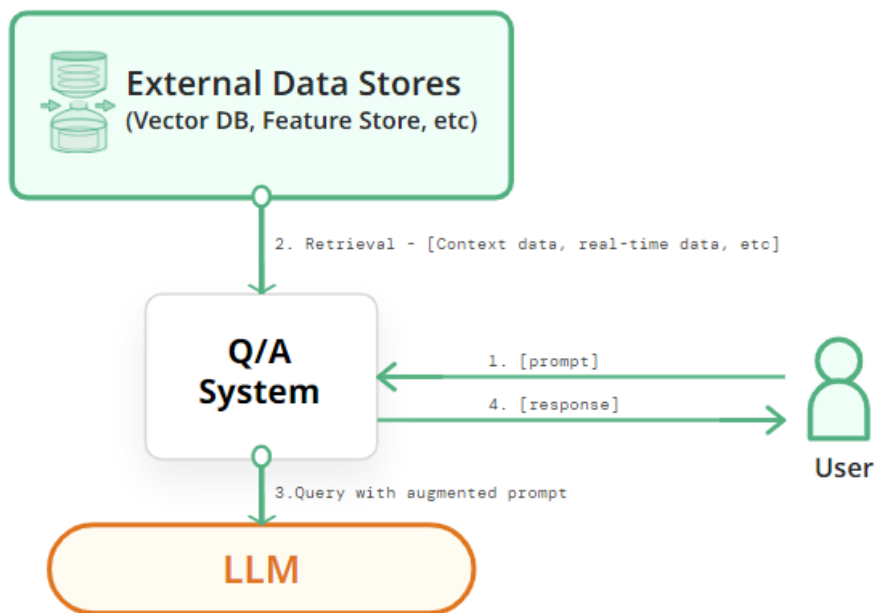 External Data Stores
(Vector DB, Feature Store, etc)
2. Retrieval - [Context data, real-time data, etc]
Q/A
System
1. [prompt]
4. [response]
User
3.Query with augmented prompt
LLM